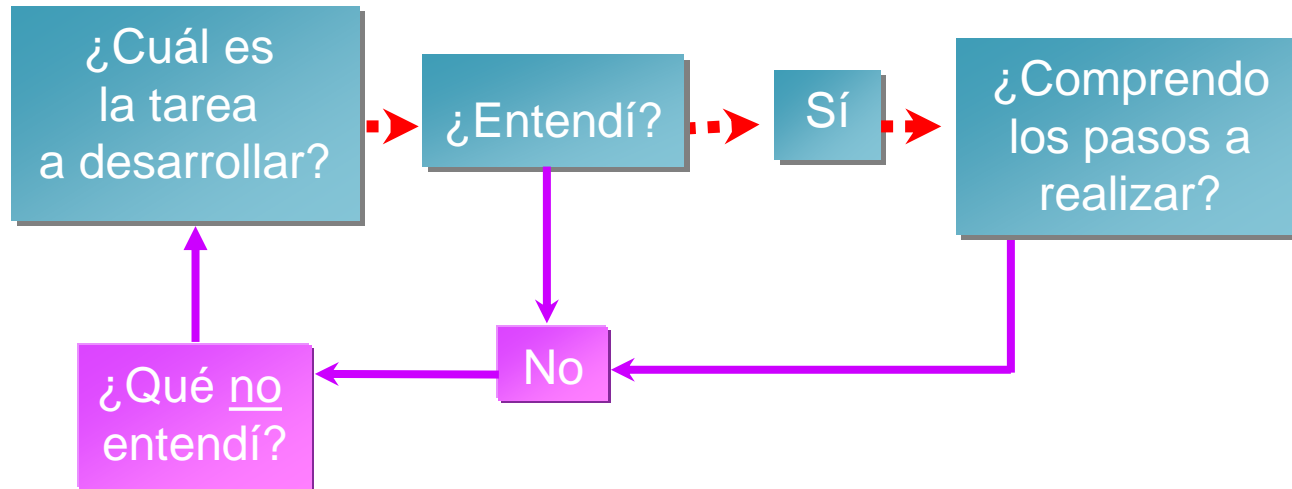 ¿Cuál es
la tarea
a desarrollar?
¿Entendí?
Sí
¿Comprendo
los pasos a
realizar?
No
¿Qué no
entendí?